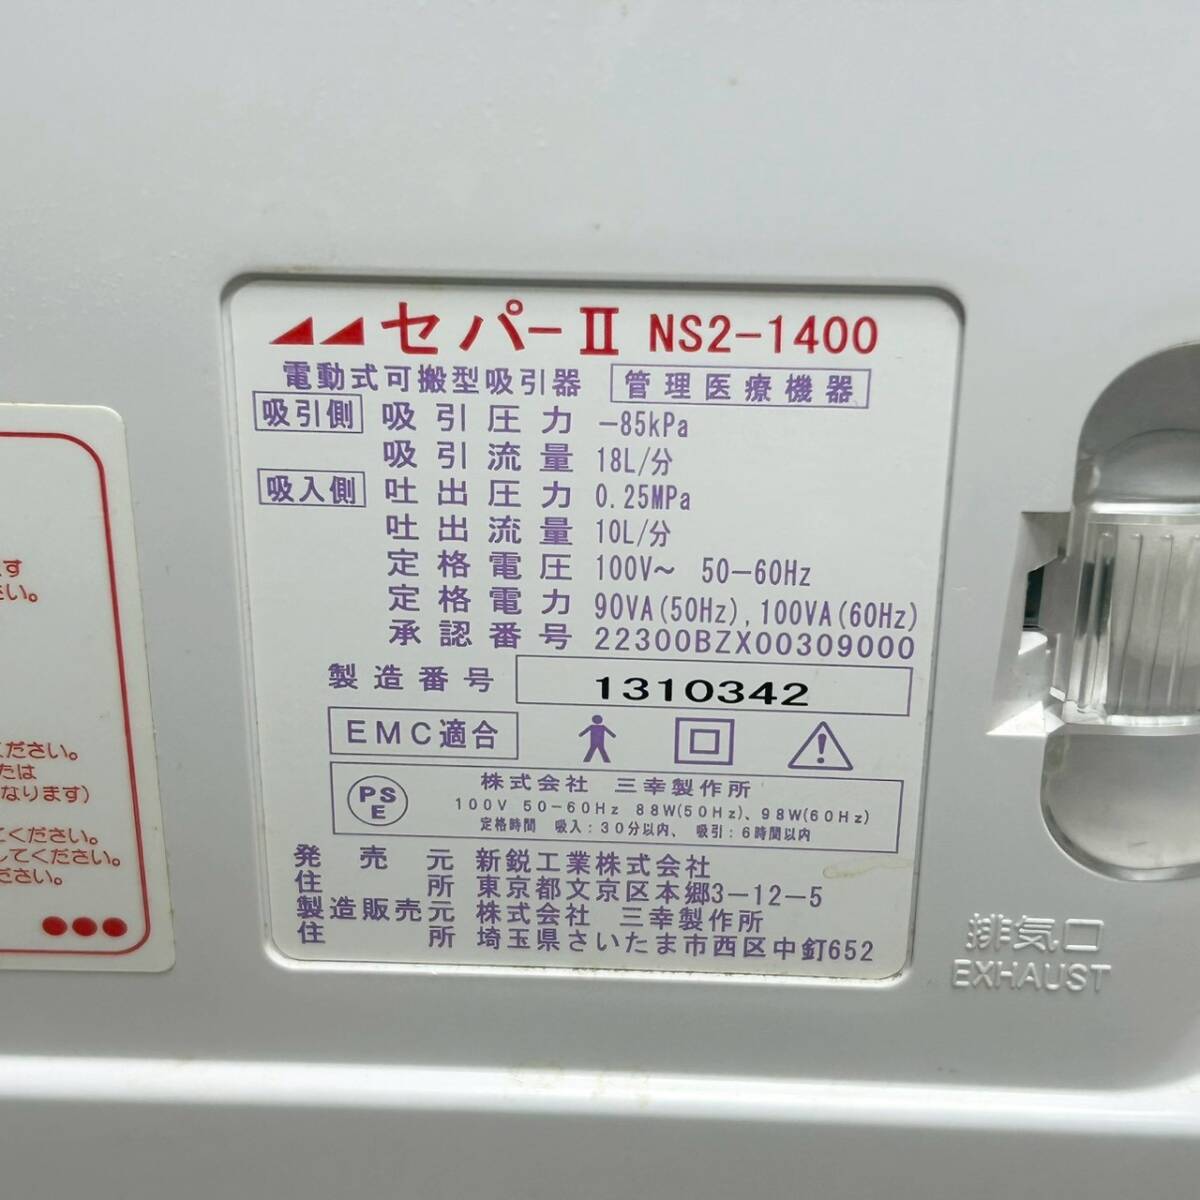 セパ-Ⅱ NS2-1400
電動式可搬型吸引器 管理医療機器
吸引側 吸引圧力 -85kPa
吸引流量 18L/分
吸入側 吐出圧力 0.25MPa
吐出流量 10L/分
定格電圧 100V～ 50-60Hz
定格電力 90VA(50Hz),100VA(60Hz)
承認番号 22300BZX00309000
製造番号 1310342
EMC適合
PSE
株式会社 三幸製作所
100V 50-60Hz 88W(50Hz)、98W(60Hz)
定格時間 吸入:30分以内、 吸引:6時間以内
発売元 新鋭工業株式会社
住所 東京都文京区本郷3-12-5
製造販売元 株式会社 三幸製作所
住所 埼玉県さいたま市西区中釘652
ます
さい。
ください。
たは
なります)
てください。
してください。
ださい。
排気口
EXHAUST